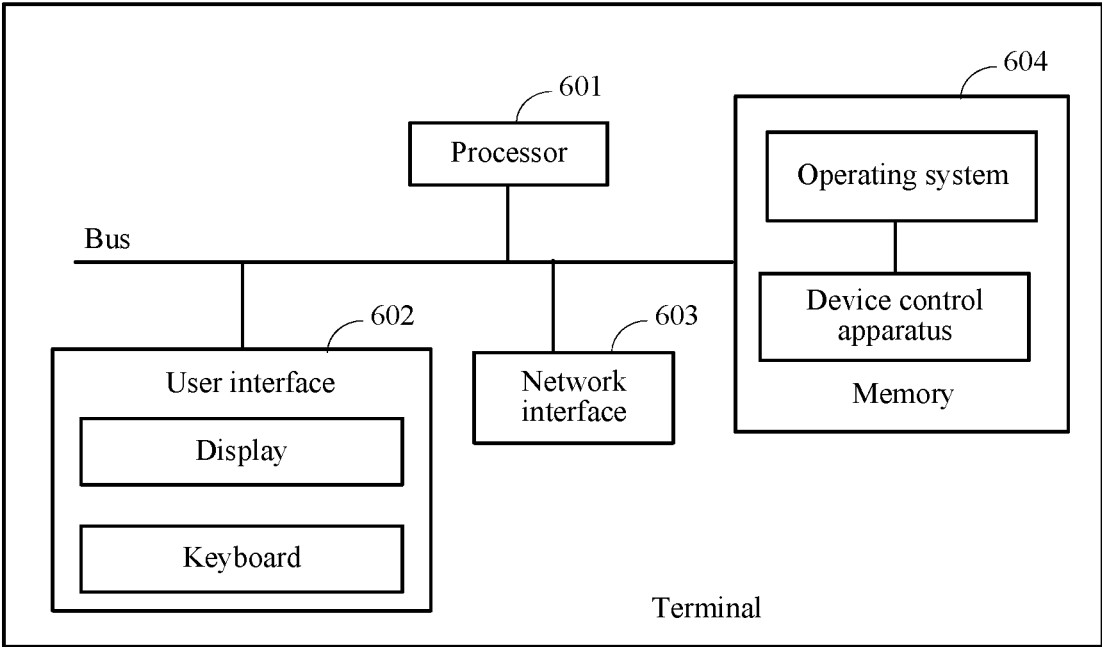 604
601
Processor
Operating system
Bus
Device control
apparatus
602
603
User interface
Network
interface
Memory
Display
Keyboard
Terminal